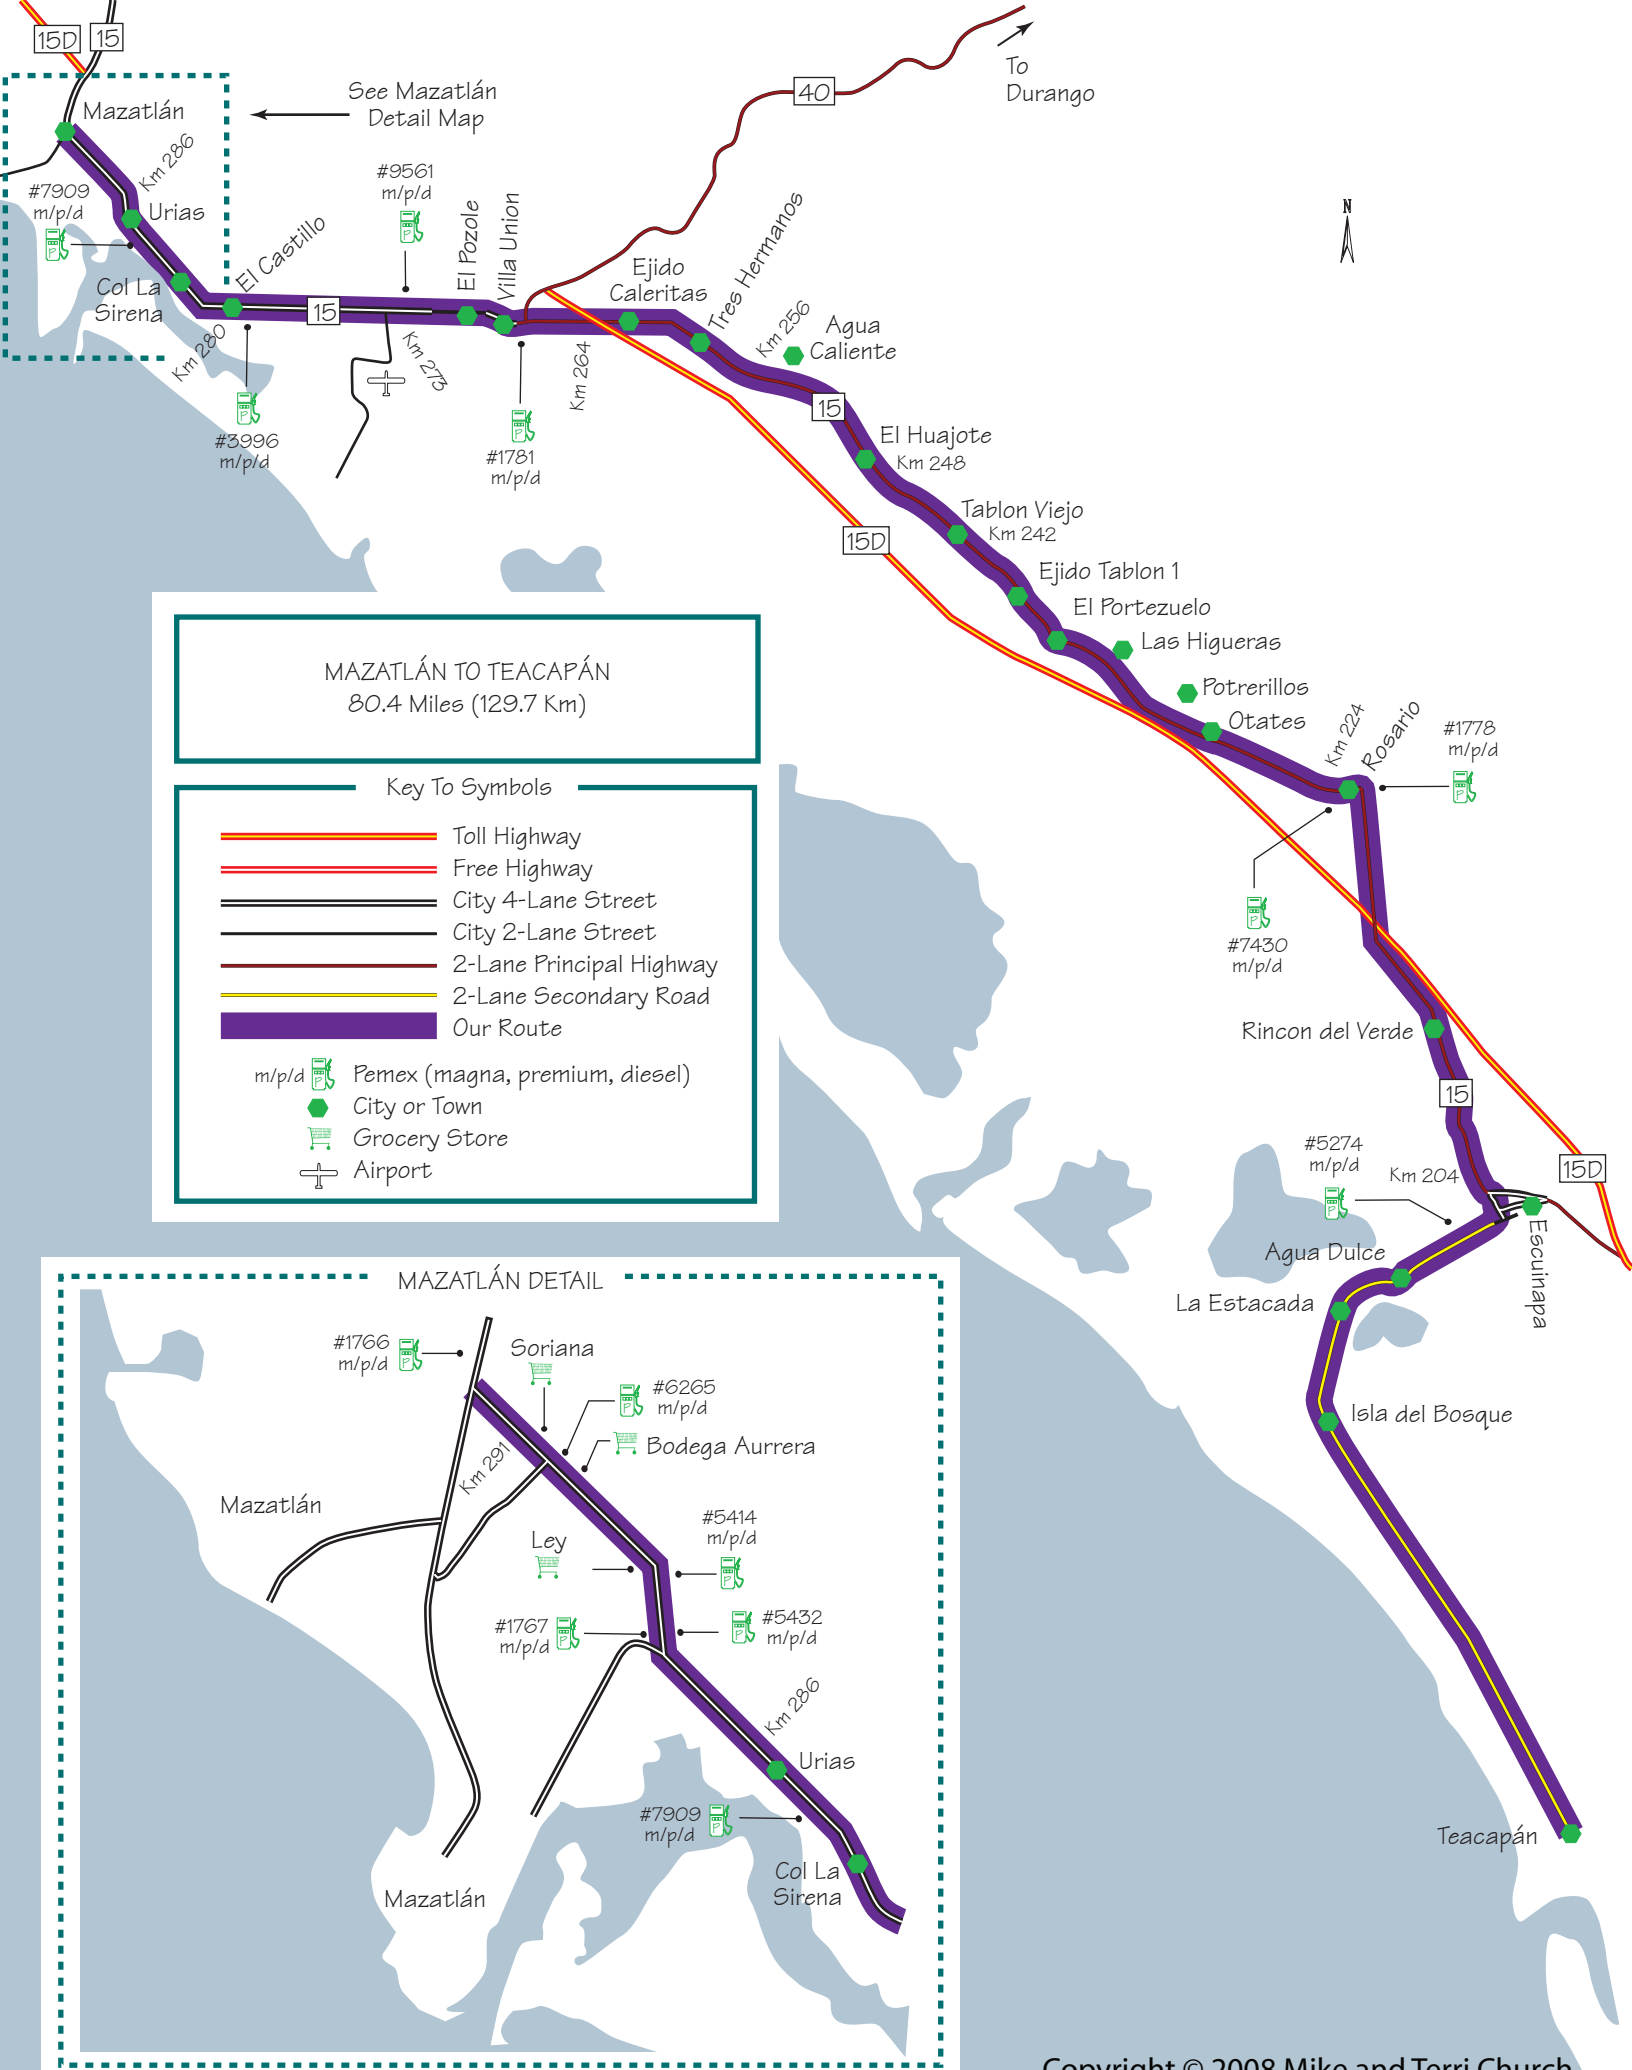 15D
15
Mazatlán
See Mazatlán
Detail Map
40
To
Durango
N
Km 286
#7909
m/p/d
Urias
#9561
m/p/d
El Castillo
Col La
Sirena
15
El Pozole
Villa Union
Ejido
Caleritas
Tres Hermanos
Km 256
Agua
Caliente
Km 280
Km 273
Km 264
#3996
m/p/d
#1781
m/p/d
15
El Huajote
Km 248
15D
Tablon Viejo
Km 242
Ejido Tablon 1
El Portezuelo
Las Higueras
Potrerillos
Otates
Km 224
Rosario
#1778
m/p/d
#7430
m/p/d
Rincon del Verde
15
15D
#5274
m/p/d
Km 204
Escuinapa
Agua Dulce
La Estacada
Isla del Bosque
Teacapán
MAZATLÁN TO TEACAPÁN
80.4 Miles (129.7 Km)
Key To Symbols
Toll Highway
Free Highway
City 4-Lane Street
City 2-Lane Street
2-Lane Principal Highway
2-Lane Secondary Road
Our Route
m/p/d Pemex (magna, premium, diesel)
City or Town
Grocery Store
Airport
MAZATLÁN DETAIL
#1766
m/p/d
Soriana
#6265
m/p/d
Bodega Aurrera
Km 291
Mazatlán
Ley
#5414
m/p/d
#1767
m/p/d
#5432
m/p/d
Km 286
Urias
#7909
m/p/d
Col La
Sirena
Mazatlán
Copyright © 2008 Mike and Terri Church